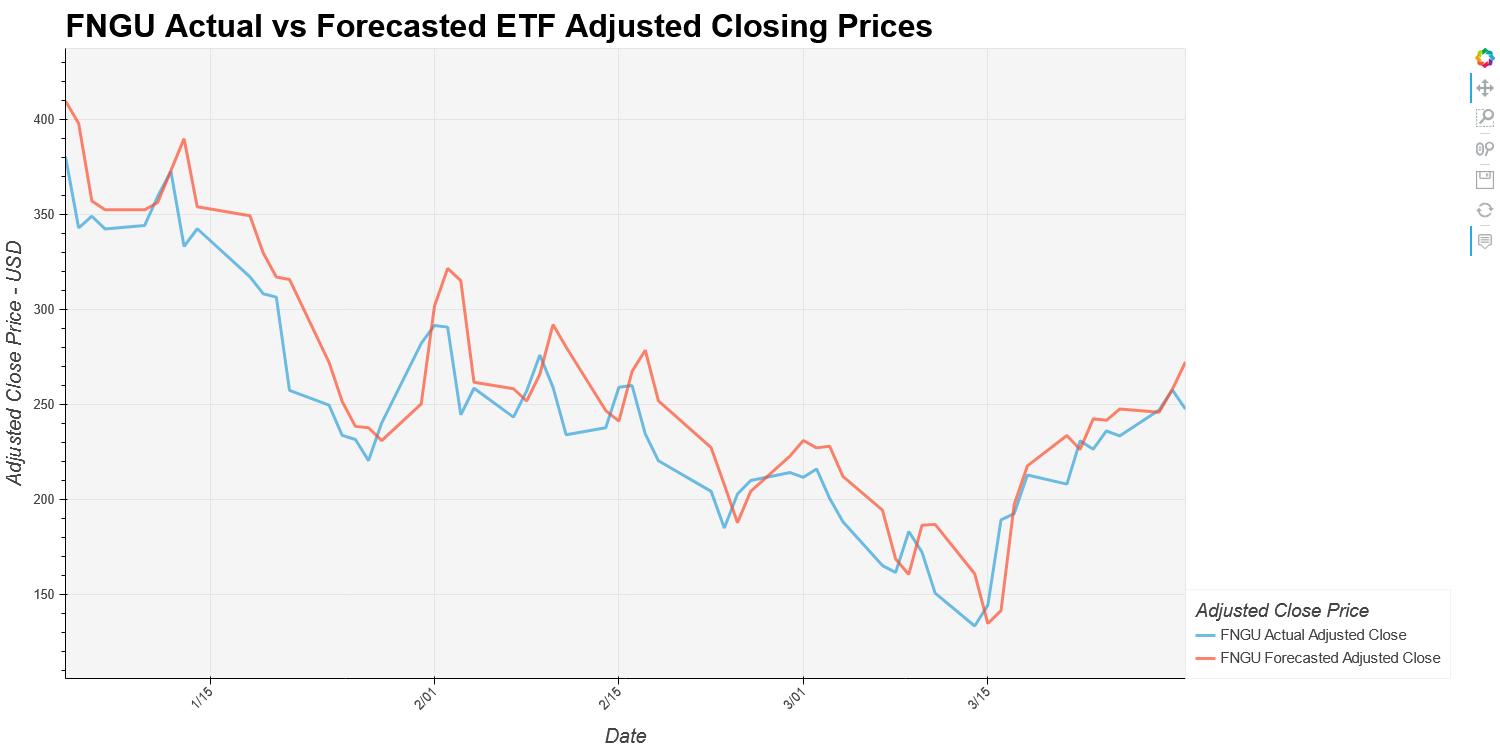 FNGU Actual vs Forecasted ETF Adjusted Closing Prices
Adjusted Close Price - USD
400
350
300
250
200
150
1/15
2/01
2/15
3/01
3/15
Date
Adjusted Close Price
FNGU Actual Adjusted Close
FNGU Forecasted Adjusted Close